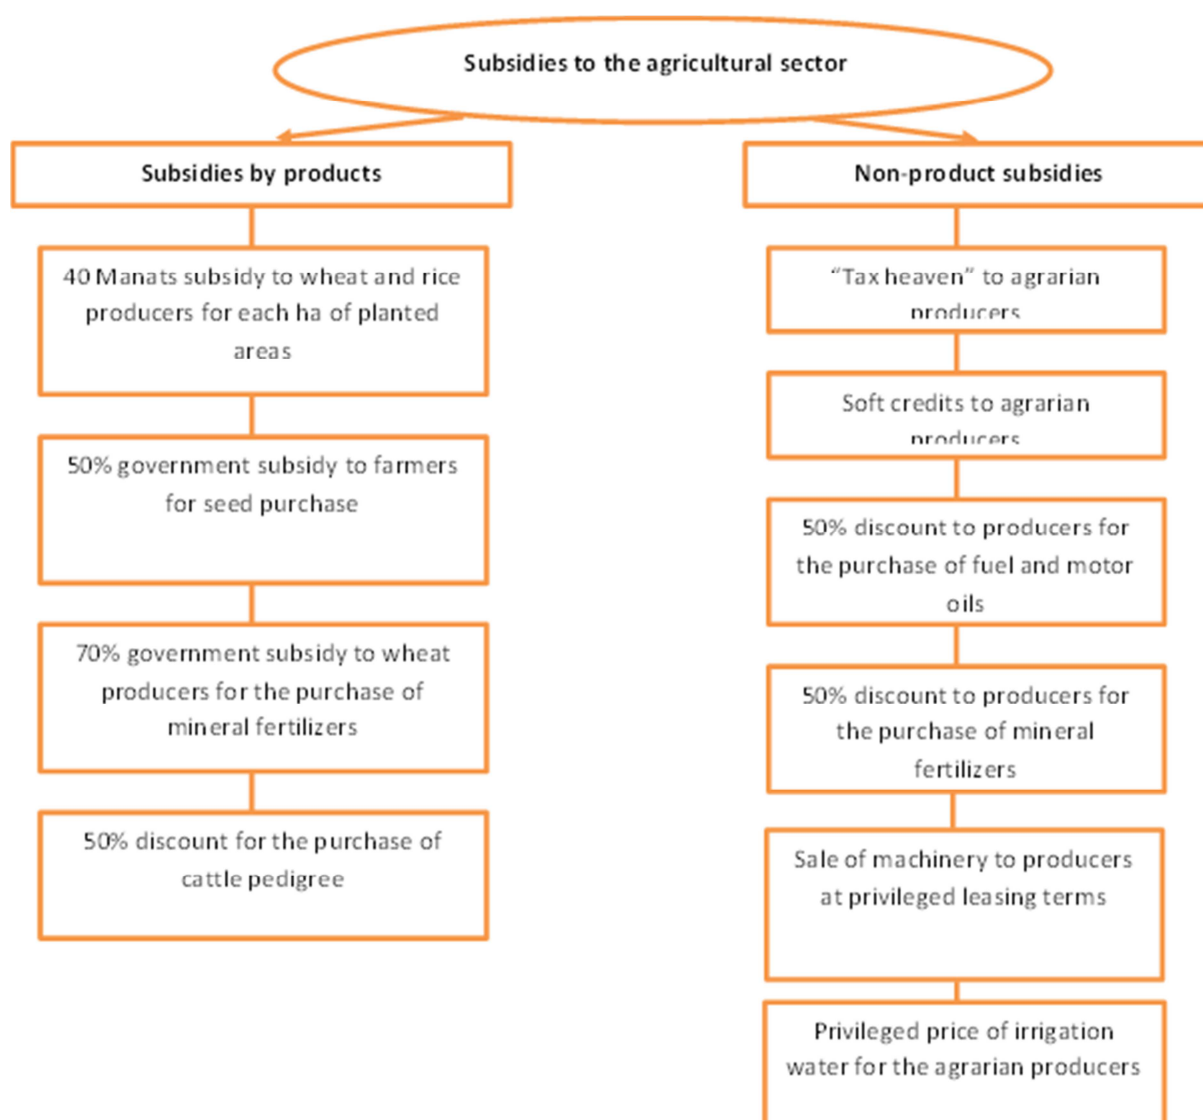 Subsidies to the agricultural sector
Subsidies by products
40 Manats subsidy to wheat and rice
producers for each ha of planted
areas
50% government subsidy to farmers
for seed purchase
70% government subsidy to wheat
producers for the purchase of
mineral fertilizers
50% discount for the purchase of
cattle pedigree
Non-product subsidies
“Tax heaven” to agrarian
producers
Soft credits to agrarian
producers
50% discount to producers for
the purchase of fuel and motor
oils
50% discount to producers for
the purchase of mineral
fertilizers
Sale of machinery to producers
at privileged leasing terms
Privileged price of irrigation
water for the agrarian producers